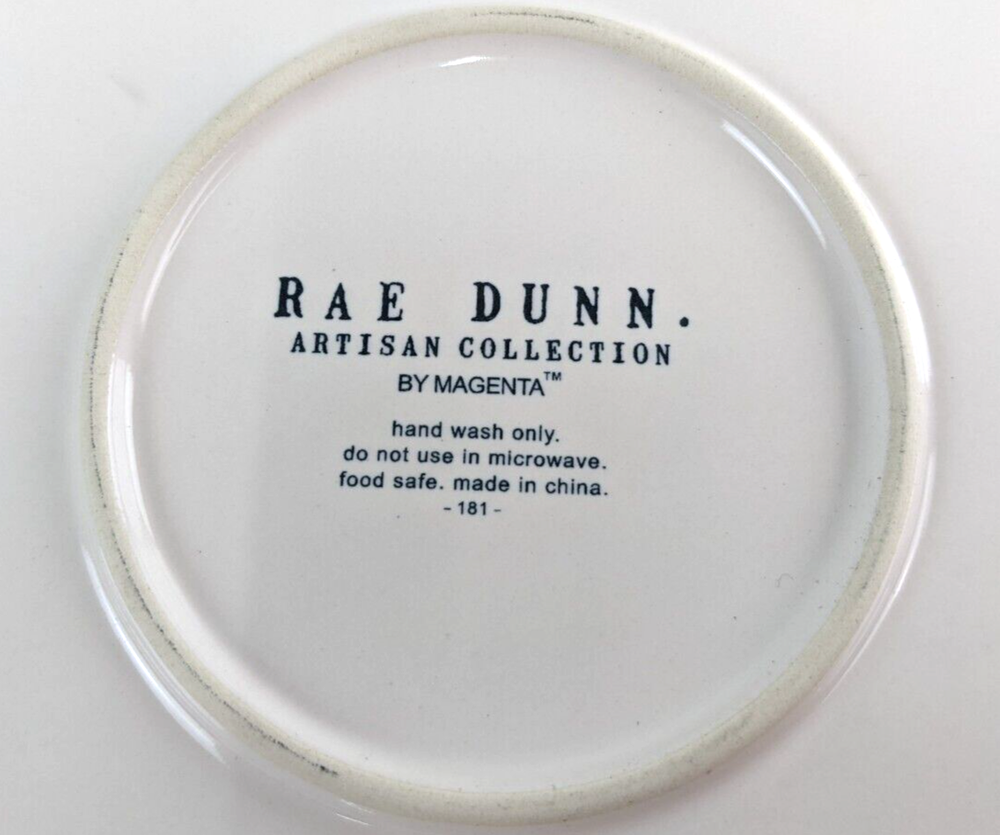 RAE DUNN.
ARTISAN COLLECTION
BY MAGENTA™
hand wash only.
do not use in microwave.
food safe. made in china.
- 181 -